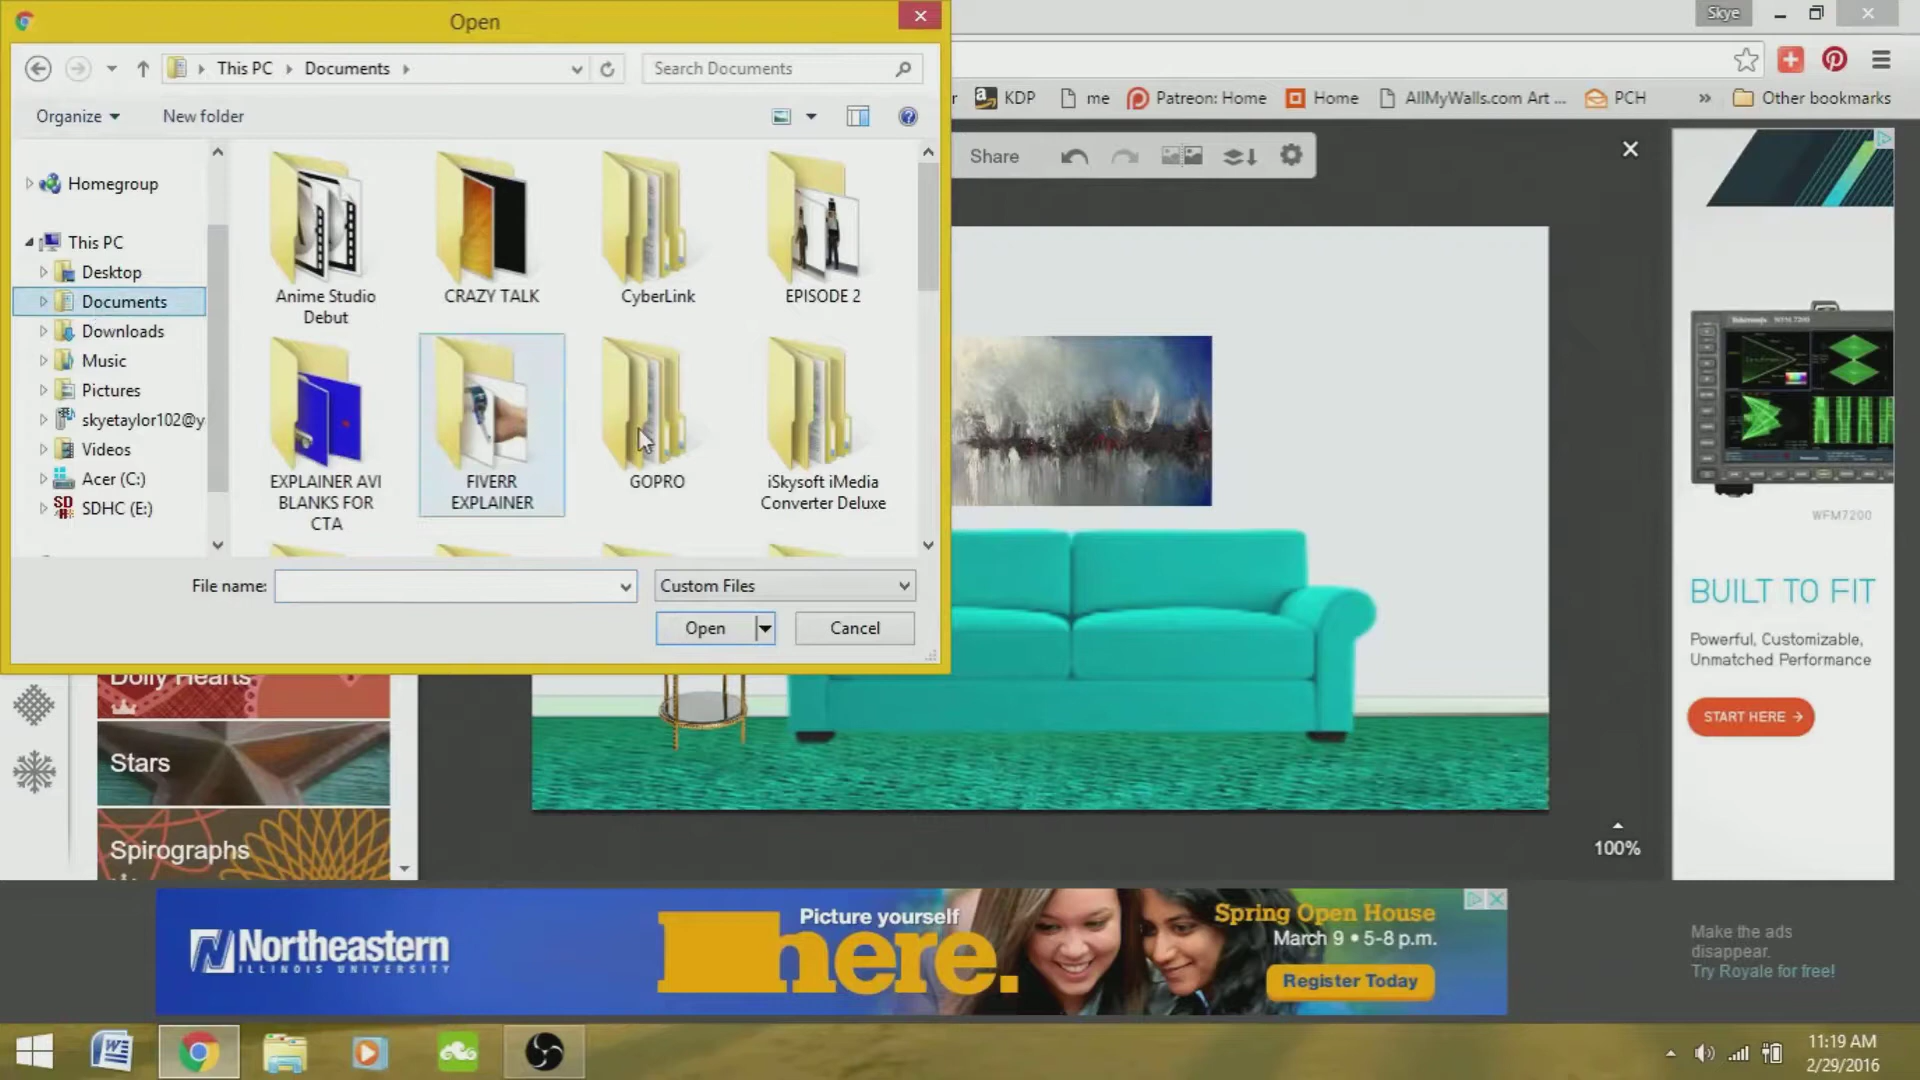 Open
Skye
This PC
Documents
Search Documents
KDP
me
Patreon: Home
Home
AllMyWalls.com Art ...
PCH
»
Other bookmarks
Organize
New folder
Share
Homegroup
This PC
Desktop
Documents
Downloads
Music
Pictures
skyetaylor102@y
Videos
Acer (C:)
SDHC (E:)
Anime Studio
Debut
CRAZY TALK
CyberLink
EPISODE 2
EXPLAINER AVI
BLANKS FOR
CTA
FIVERR
EXPLAINER
GOPRO
iSkysoft iMedia
Converter Deluxe
File name:
Custom Files
Open
Cancel
Dolly Hearts
Stars
Spirographs
100%
WFM7200
BUILT TO FIT
Powerful, Customizable,
Unmatched Performance
START HERE →
Northeastern
ILLINOIS UNIVERSITY
Picture yourself
here.
Spring Open House
March 9 • 5-8 p.m.
Register Today
Make the ads
disappear.
Try Royale for free!
11:19 AM
2/29/2016